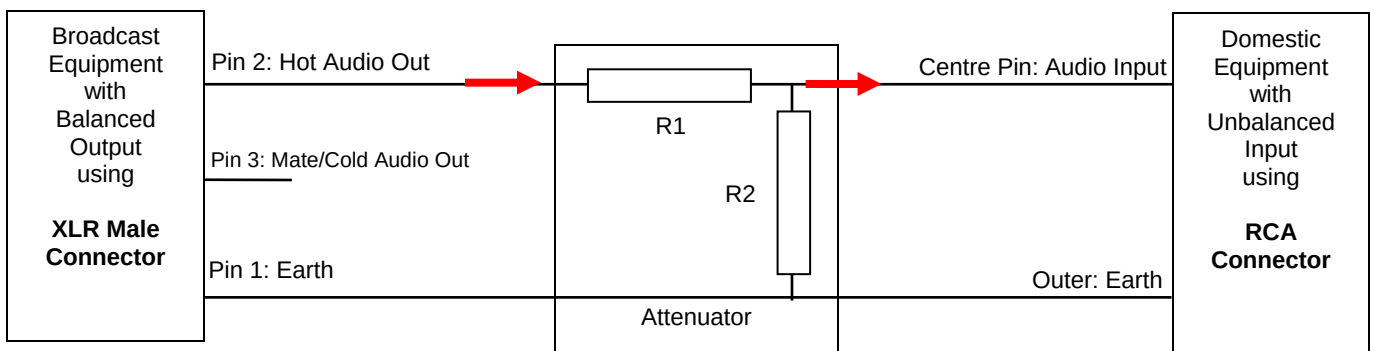 Broadcast
Equipment
with
Balanced
Output
using
XLR Male
Connector
Pin 2: Hot Audio Out
Pin 3: Mate/Cold Audio Out
Pin 1: Earth
R1
R2
Attenuator
Centre Pin: Audio Input
Outer: Earth
Domestic
Equipment
with
Unbalanced
Input
using
RCA
Connector